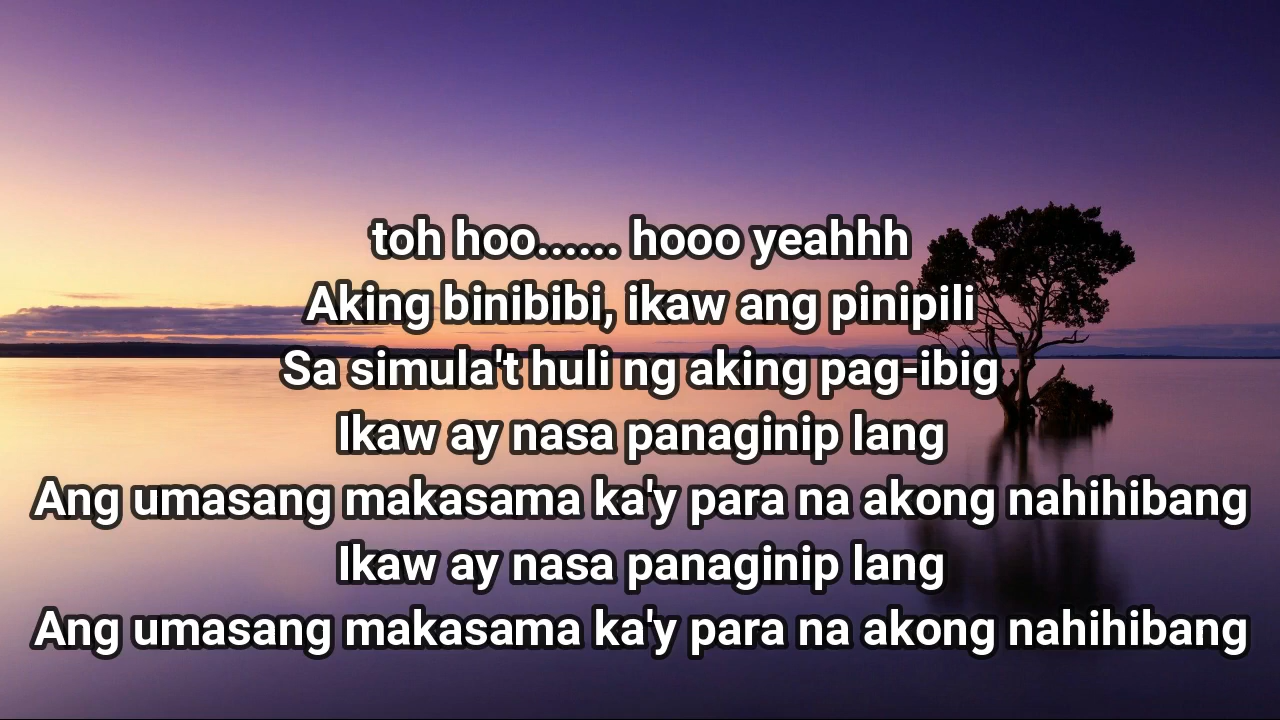 toh hoo...... hooo yeahhh
Aking binibibi, ikaw ang pinipili
Sa simula't huli ng aking pag-ibig
Ikaw ay nasa panaginip lang
Ang umasang makasama ka'y para na akong nahihibang
Ikaw ay nasa panaginip lang
Ang umasang makasama ka'y para na akong nahihibang